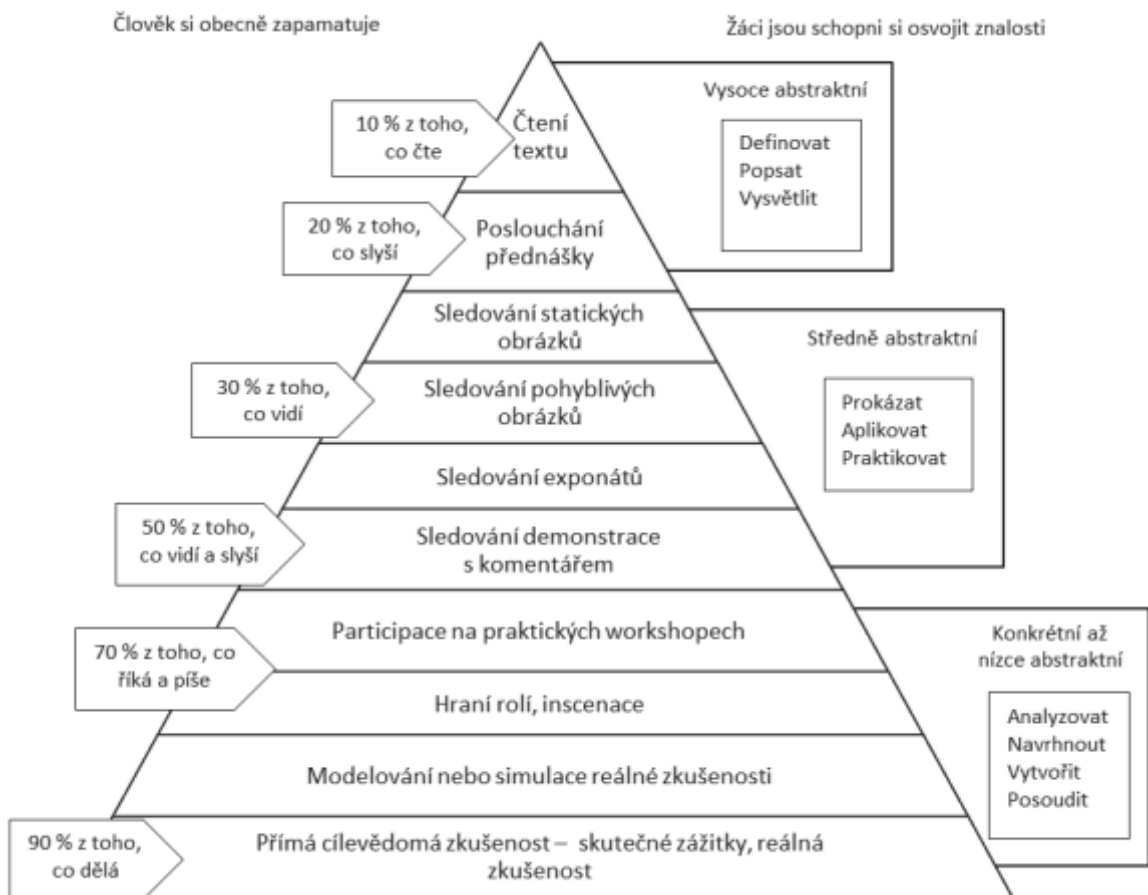 Člověk si obecně zapamatuje
Žáci jsou schopni si osvojit znalosti
10 % z toho,
co čte
Čtení
textu
Vysoce abstraktní
Definovat
Popsat
Vysvětlit
20 % z toho,
co slyší
Poslouchání
přednášky
Sledování statických
obrázků
Středně abstraktní
30 % z toho,
co vidí
Sledování pohyblivých
obrázků
Prokázat
Aplikovat
Praktikovat
Sledování exponátů
50 % z toho,
co vidí a slyší
Sledování demonstrace
s komentářem
Participace na praktických workshopech
70 % z toho, co
říká a píše
Konkrétní až
nízce abstraktní
Hraní rolí, inscenace
Analyzovat
Navrhnout
Vytvořit
Posoudit
Modelování nebo simulace reálné zkušenosti
90 % z toho,
co dělá
Přímá cílevědomá zkušenost – skutečné zážitky, reálná
zkušenost